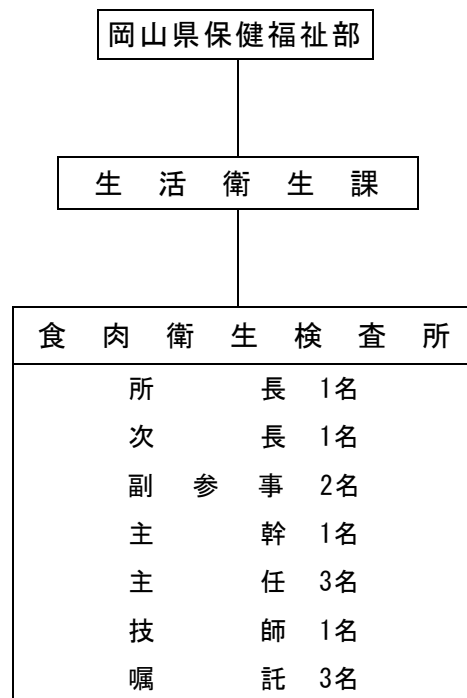 岡山県保健福祉部
生活衛生課
食肉衛生検査所
所長 1名
次長 1名
副参事 2名
主幹 1名
主任 3名
技師 1名
嘱託 3名